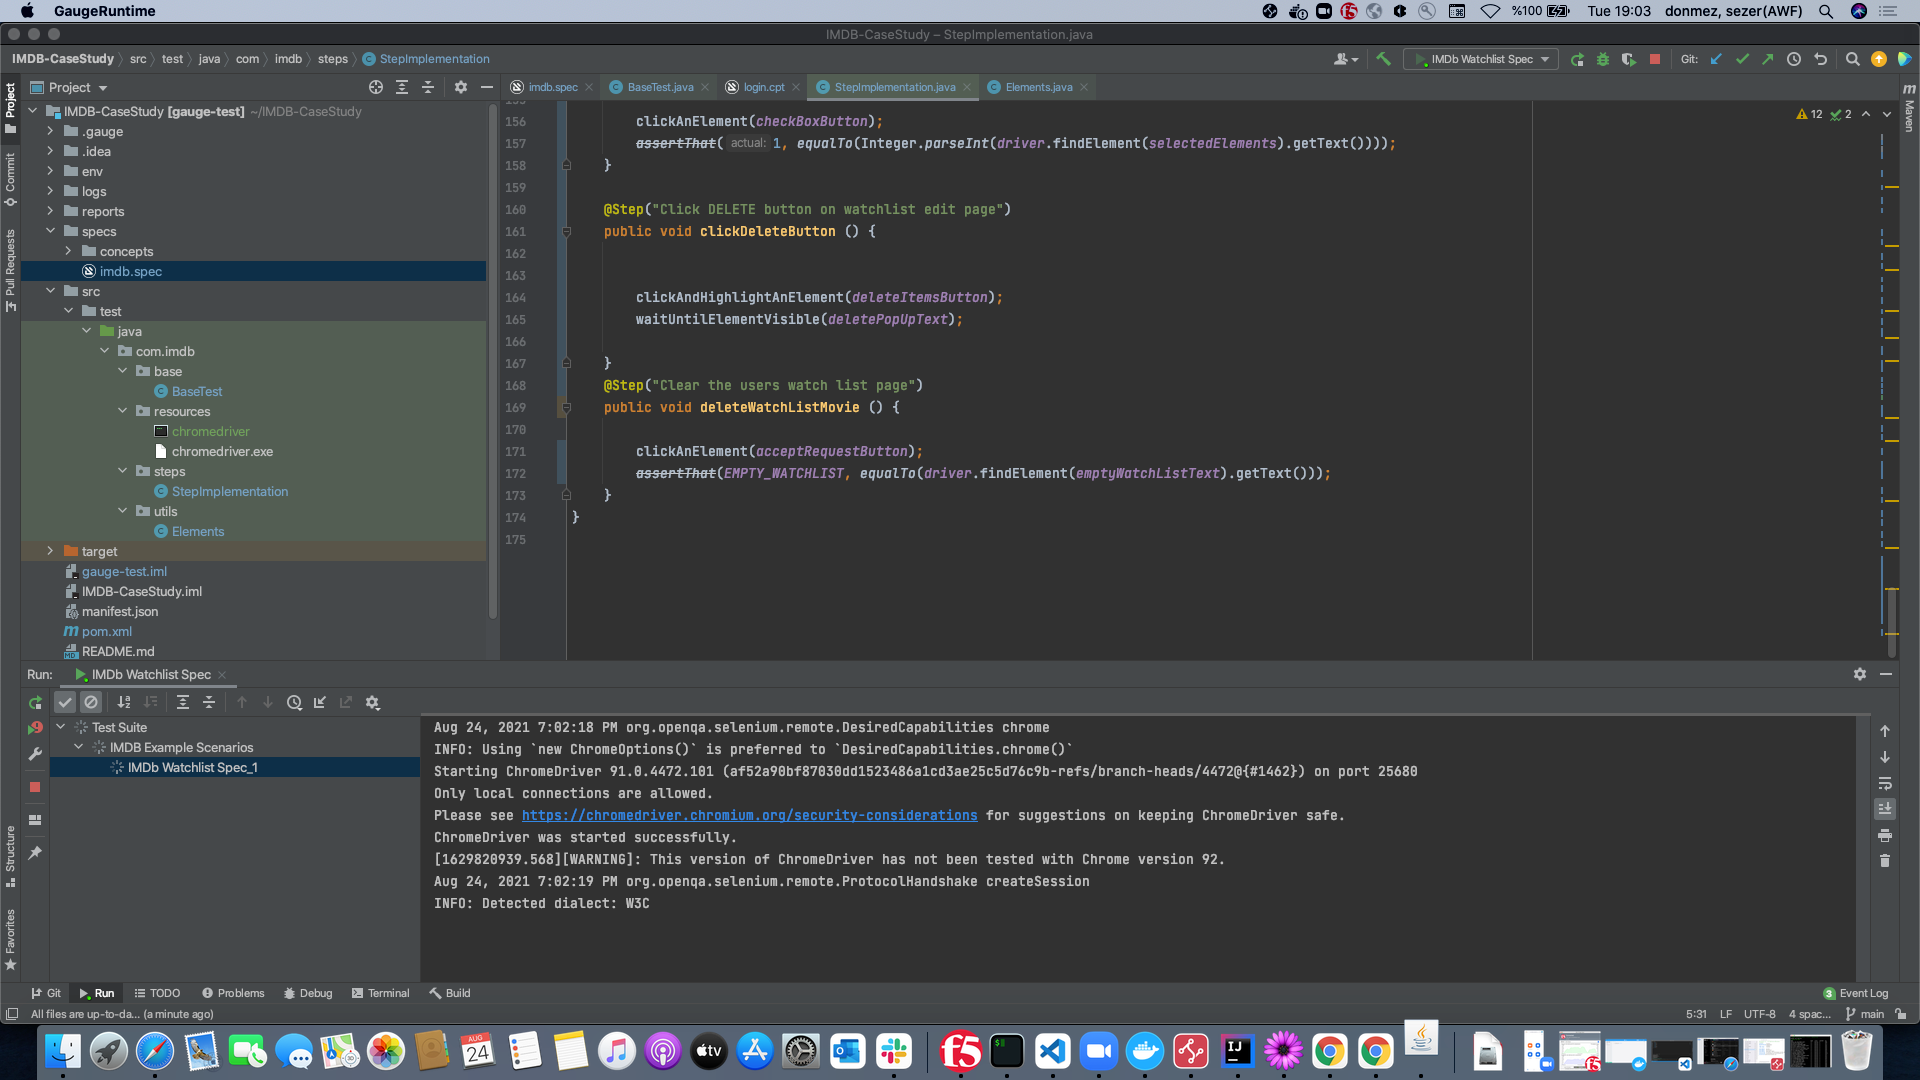 GaugeRuntime
%100
Tue 19:03
donmez, sezer(AWF)
IMDB-CaseStudy – StepImplementation.java
IMDB-CaseStudy
src
test
java
com
imdb
steps
StepImplementation
IMDb Watchlist Spec
Git:
Project
imdb.spec
BaseTest.java
login.cpt
StepImplementation.java
Elements.java
Project
Commit
Pull Requests
Structure
Favorites
Maven
IMDB-CaseStudy [gauge-test] ~/IMDB-CaseStudy
.gauge
.idea
env
logs
reports
specs
concepts
imdb.spec
src
test
java
com.imdb
base
BaseTest
resources
chromedriver
chromedriver.exe
steps
StepImplementation
utils
Elements
target
gauge-test.iml
IMDB-CaseStudy.iml
manifest.json
pom.xml
README.md
12 2
156 clickAnElement(checkBoxButton);
157 assertThat( actual: 1, equalTo(Integer.parseInt(driver.findElement(selectedElements).getText())));
158 }
159
160 @Step("Click DELETE button on watchlist edit page")
161 public void clickDeleteButton () {
162
163
164 clickAndHighlightAnElement(deleteItemsButton);
165 waitUntilElementVisible(deletePopUpText);
166
167 }
168 @Step("Clear the users watch list page")
169 public void deleteWatchListMovie () {
170
171 clickAnElement(acceptRequestButton);
172 assertThat(EMPTY_WATCHLIST, equalTo(driver.findElement(emptyWatchListText).getText()));
173 }
174 }
175
Run:
IMDb Watchlist Spec
Test Suite
IMDB Example Scenarios
IMDb Watchlist Spec_1
Aug 24, 2021 7:02:18 PM org.openqa.selenium.remote.DesiredCapabilities chrome
INFO: Using `new ChromeOptions()` is preferred to `DesiredCapabilities.chrome()`
Starting ChromeDriver 91.0.4472.101 (af52a90bf87030dd1523486a1cd3ae25c5d76c9b-refs/branch-heads/4472@{#1462}) on port 25680
Only local connections are allowed.
Please see https://chromedriver.chromium.org/security-considerations for suggestions on keeping ChromeDriver safe.
ChromeDriver was started successfully.
[1629820939.568][WARNING]: This version of ChromeDriver has not been tested with Chrome version 92.
Aug 24, 2021 7:02:19 PM org.openqa.selenium.remote.ProtocolHandshake createSession
INFO: Detected dialect: W3C
Git
Run
TODO
Problems
Debug
Terminal
Build
3 Event Log
All files are up-to-da... (a minute ago)
5:31
LF
UTF-8
4 spac...
main
AUG
24
tv
f5
IJ